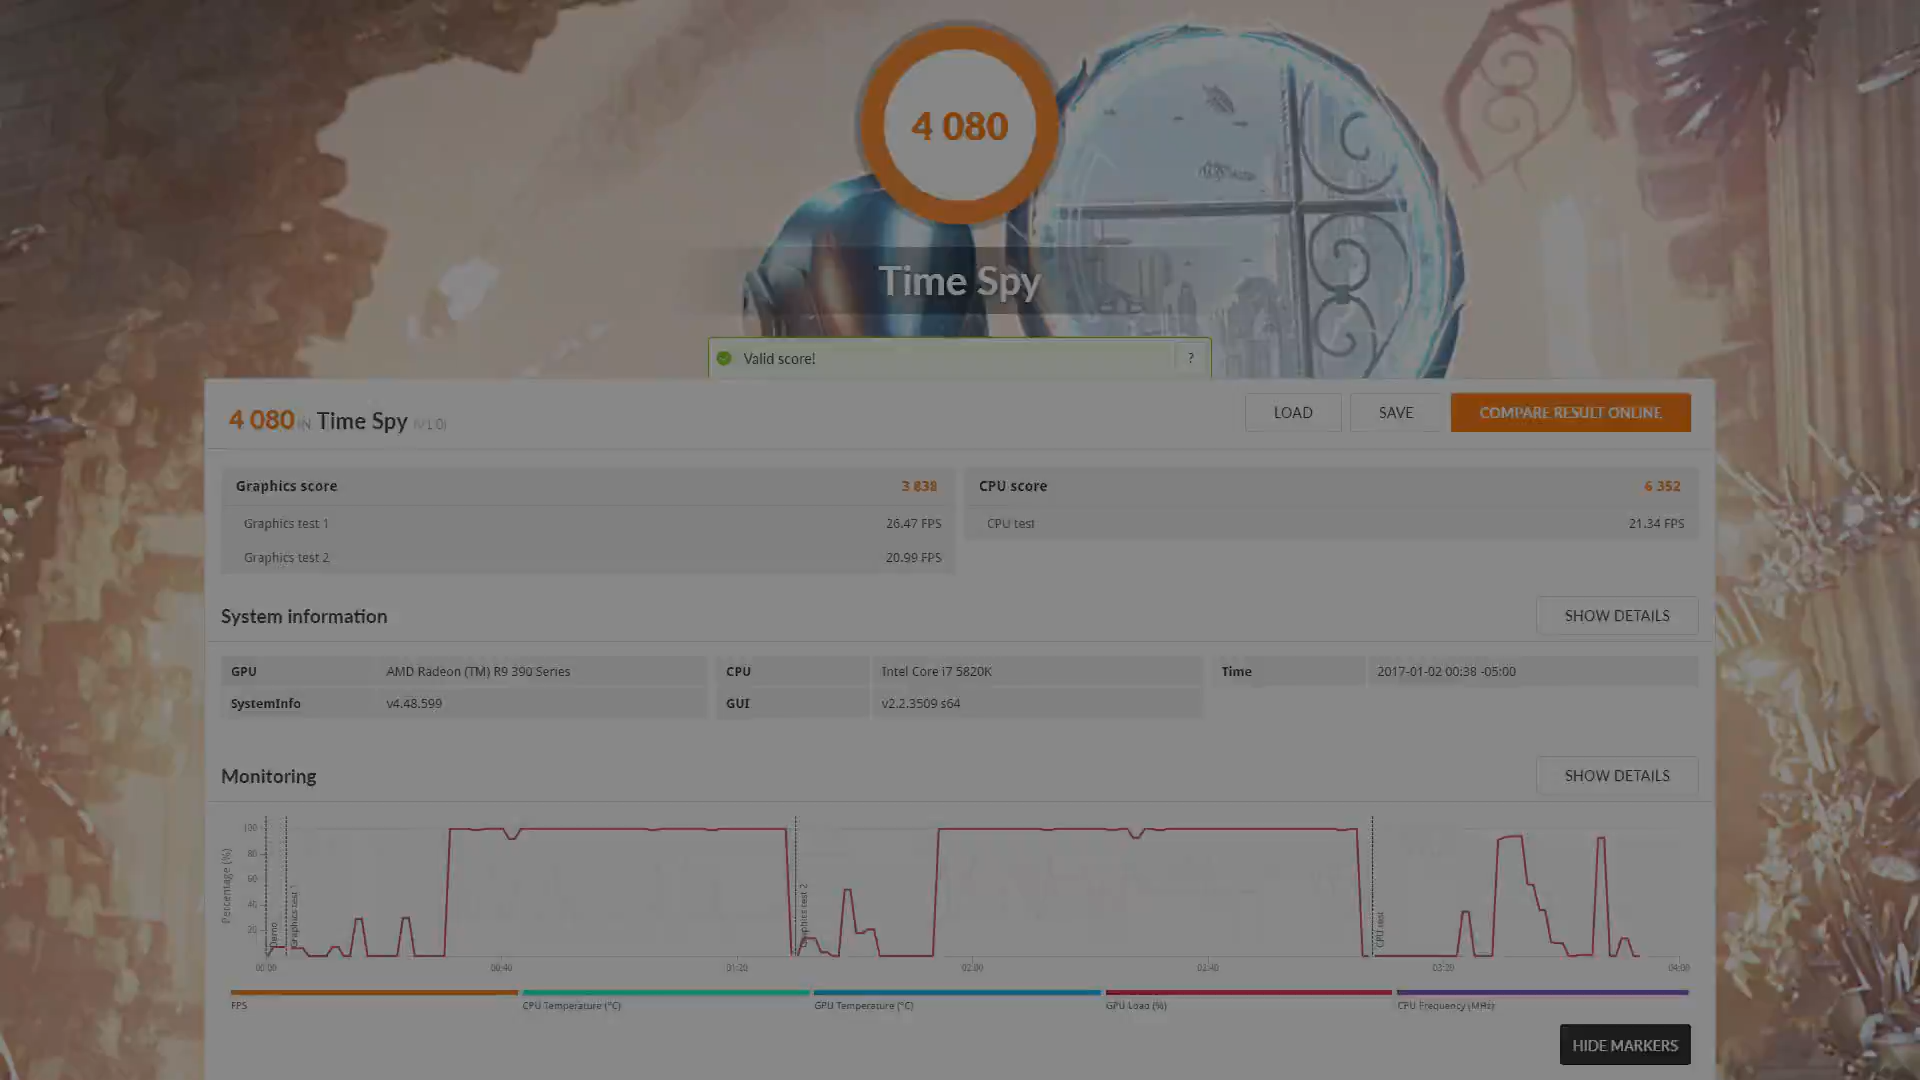 4 080
Time Spy
Valid score!
?
4 080 IN Time Spy (V1.0)
LOAD
SAVE
COMPARE RESULT ONLINE
Graphics score 3 838
Graphics test 1 26.47 FPS
Graphics test 2 20.99 FPS
CPU score 6 352
CPU test 21.34 FPS
System information
SHOW DETAILS
GPU AMD Radeon (TM) R9 390 Series
CPU Intel Core i7 5820K
Time 2017-01-02 00:38 -05:00
SystemInfo v4.48.599
GUI v2.2.3509 s64
Monitoring
SHOW DETAILS
Percentage (%)
100
80
60
40
20
Demo
Graphics test 1
Graphics test 2
CPU test
00:00 00:40 01:20 02:00 02:40 03:20 04:00
FPS
CPU Temperature (°C)
GPU Temperature (°C)
GPU Load (%)
CPU Frequency (MHz)
HIDE MARKERS